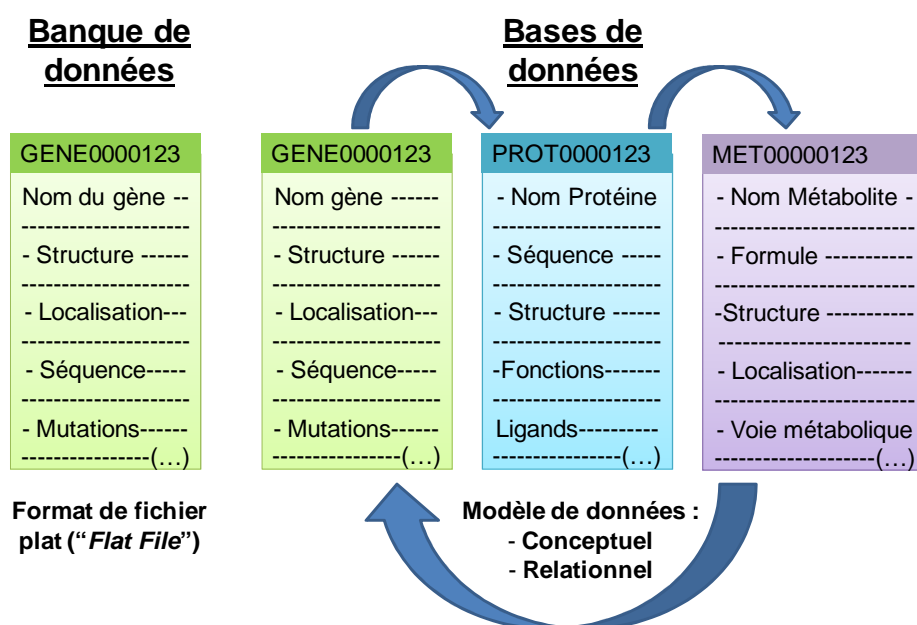 Banque de
données
GENE0000123
Nom du gène --
-----------------------
- Structure ------
-----------------------
- Localisation---
-----------------------
- Séquence-----
-----------------------
- Mutations------
-----------------(…)
Format de fichier
plat (“Flat File”)
Bases de
données
GENE0000123
Nom gène ------
-----------------------
- Structure ------
-----------------------
- Localisation---
-----------------------
- Séquence-----
-----------------------
- Mutations------
-----------------(…)
PROT0000123
- Nom Protéine
-----------------------
- Séquence -----
-----------------------
- Structure ------
-----------------------
-Fonctions-------
-----------------------
Ligands-----------
-----------------(…)
MET00000123
- Nom Métabolite -
---------------------------
- Formule ------------
---------------------------
-Structure ------------
--------------------------
- Localisation-------
---------------------------
- Voie métabolique
---------------------(…)
Modèle de données :
- Conceptuel
- Relationnel